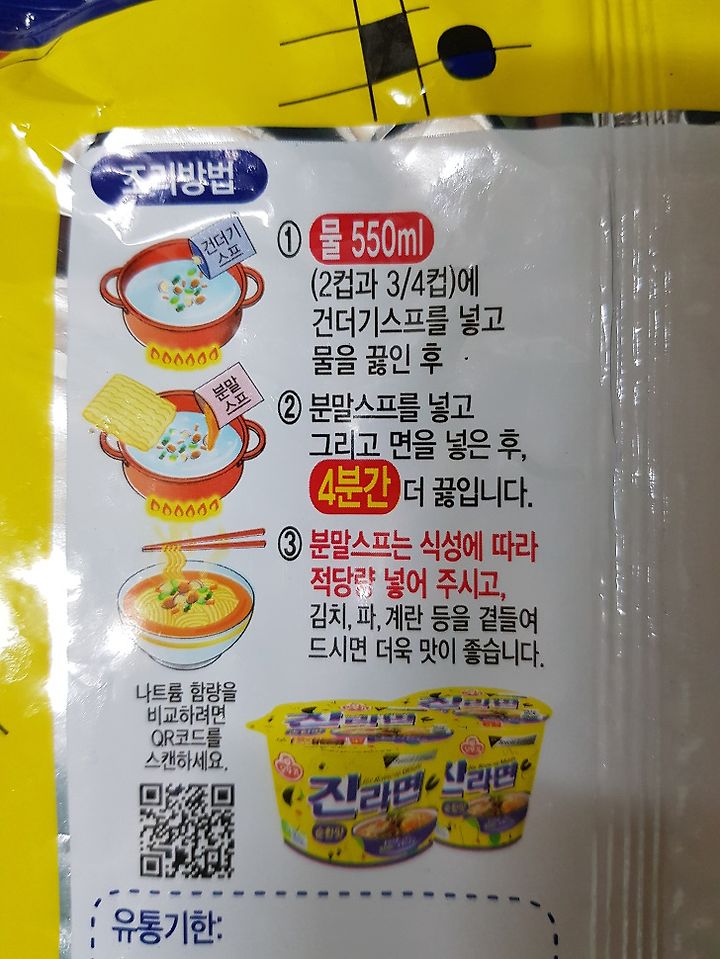 조리방법
건더기
스프
① 물 550ml
(2컵과 3/4컵)에
건더기스프를 넣고
물을 끓인 후
분말
스프
② 분말스프를 넣고
그리고 면을 넣은 후,
4분간 더 끓입니다.
③ 분말스프는 식성에 따라
적당량 넣어 주시고,
김치, 파, 계란 등을 곁들여
드시면 더욱 맛이 좋습니다.
나트륨 함량을
비교하려면
QR코드를
스캔하세요.
진라면
진라면
순한맛
진라면
유통기한: